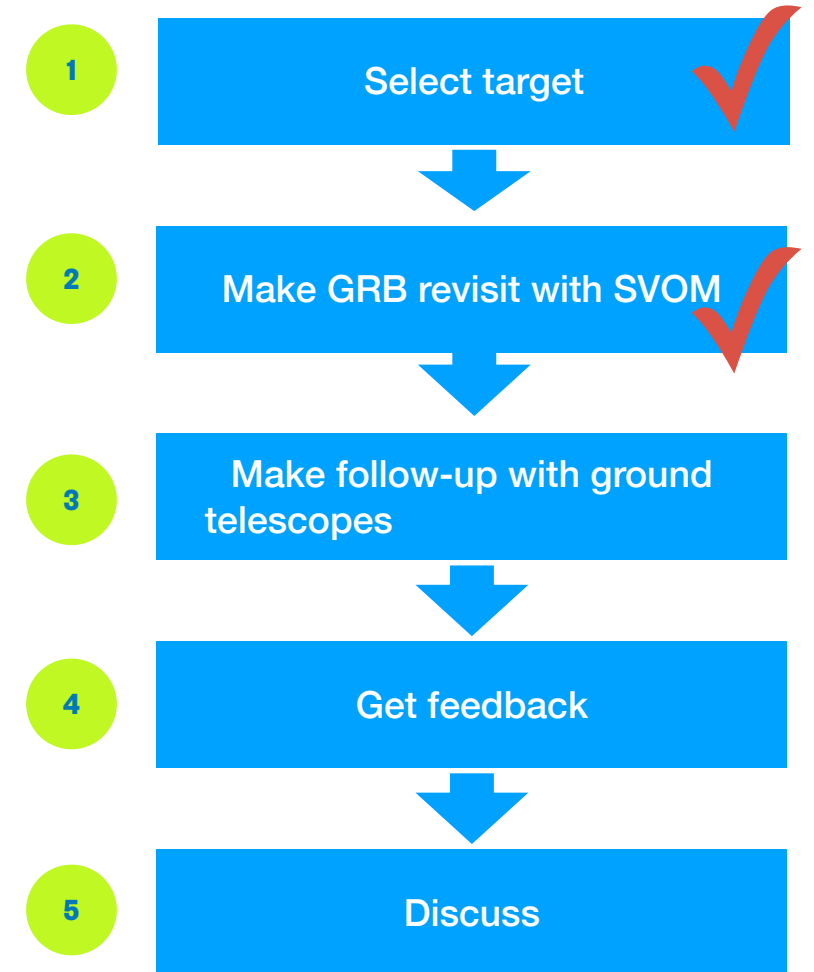 1
Select target
2
Make GRB revisit with SVOM
3
Make follow-up with ground
telescopes
4
Get feedback
5
Discuss